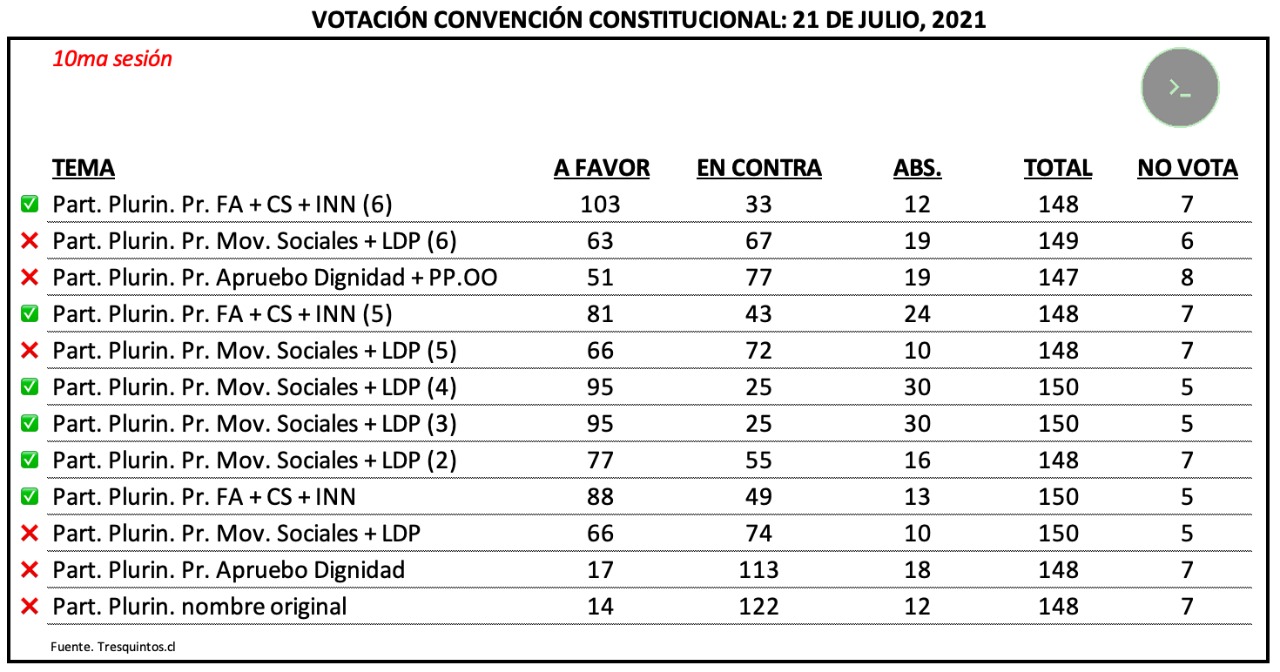 VOTACIÓN CONVENCIÓN CONSTITUCIONAL: 21 DE JULIO, 2021
10ma sesión
>_
TEMA A FAVOR EN CONTRA ABS. TOTAL NO VOTA
✅ Part. Plurin. Pr. FA + CS + INN (6) 103 33 12 148 7
❌ Part. Plurin. Pr. Mov. Sociales + LDP (6) 63 67 19 149 6
❌ Part. Plurin. Pr. Apruebo Dignidad + PP.OO 51 77 19 147 8
✅ Part. Plurin. Pr. FA + CS + INN (5) 81 43 24 148 7
❌ Part. Plurin. Pr. Mov. Sociales + LDP (5) 66 72 10 148 7
✅ Part. Plurin. Pr. Mov. Sociales + LDP (4) 95 25 30 150 5
✅ Part. Plurin. Pr. Mov. Sociales + LDP (3) 95 25 30 150 5
✅ Part. Plurin. Pr. Mov. Sociales + LDP (2) 77 55 16 148 7
✅ Part. Plurin. Pr. FA + CS + INN 88 49 13 150 5
❌ Part. Plurin. Pr. Mov. Sociales + LDP 66 74 10 150 5
❌ Part. Plurin. Pr. Apruebo Dignidad 17 113 18 148 7
❌ Part. Plurin. nombre original 14 122 12 148 7
Fuente. Tresquintos.cl